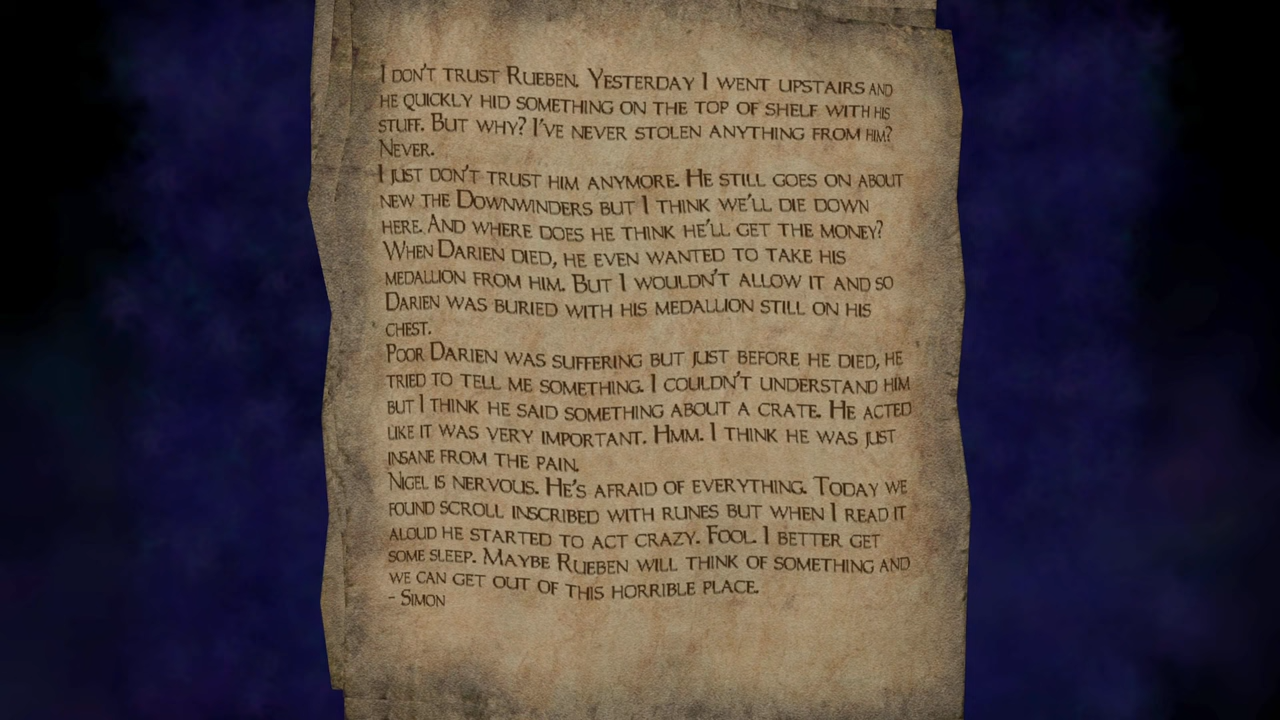 I don't trust Rueben. Yesterday I went upstairs and
he quickly hid something on the top of shelf with his
stuff. But why? I've never stolen anything from him?
Never.
I just don't trust him anymore. He still goes on about
new the Downwinders but I think we'll die down
here. And where does he think he'll get the money?
When Darien died, he even wanted to take his
medallion from him. But I wouldn't allow it and so
Darien was buried with his medallion still on his
chest.
Poor Darien was suffering but just before he died, he
tried to tell me something. I couldn't understand him
but I think he said something about a crate. He acted
like it was very important. Hmm. I think he was just
insane from the pain.
Nigel is nervous. He's afraid of everything. Today we
found scroll inscribed with runes but when I read it
aloud he started to act crazy. Fool. I better get
some sleep. Maybe Rueben will think of something and
we can get out of this horrible place.
- Simon